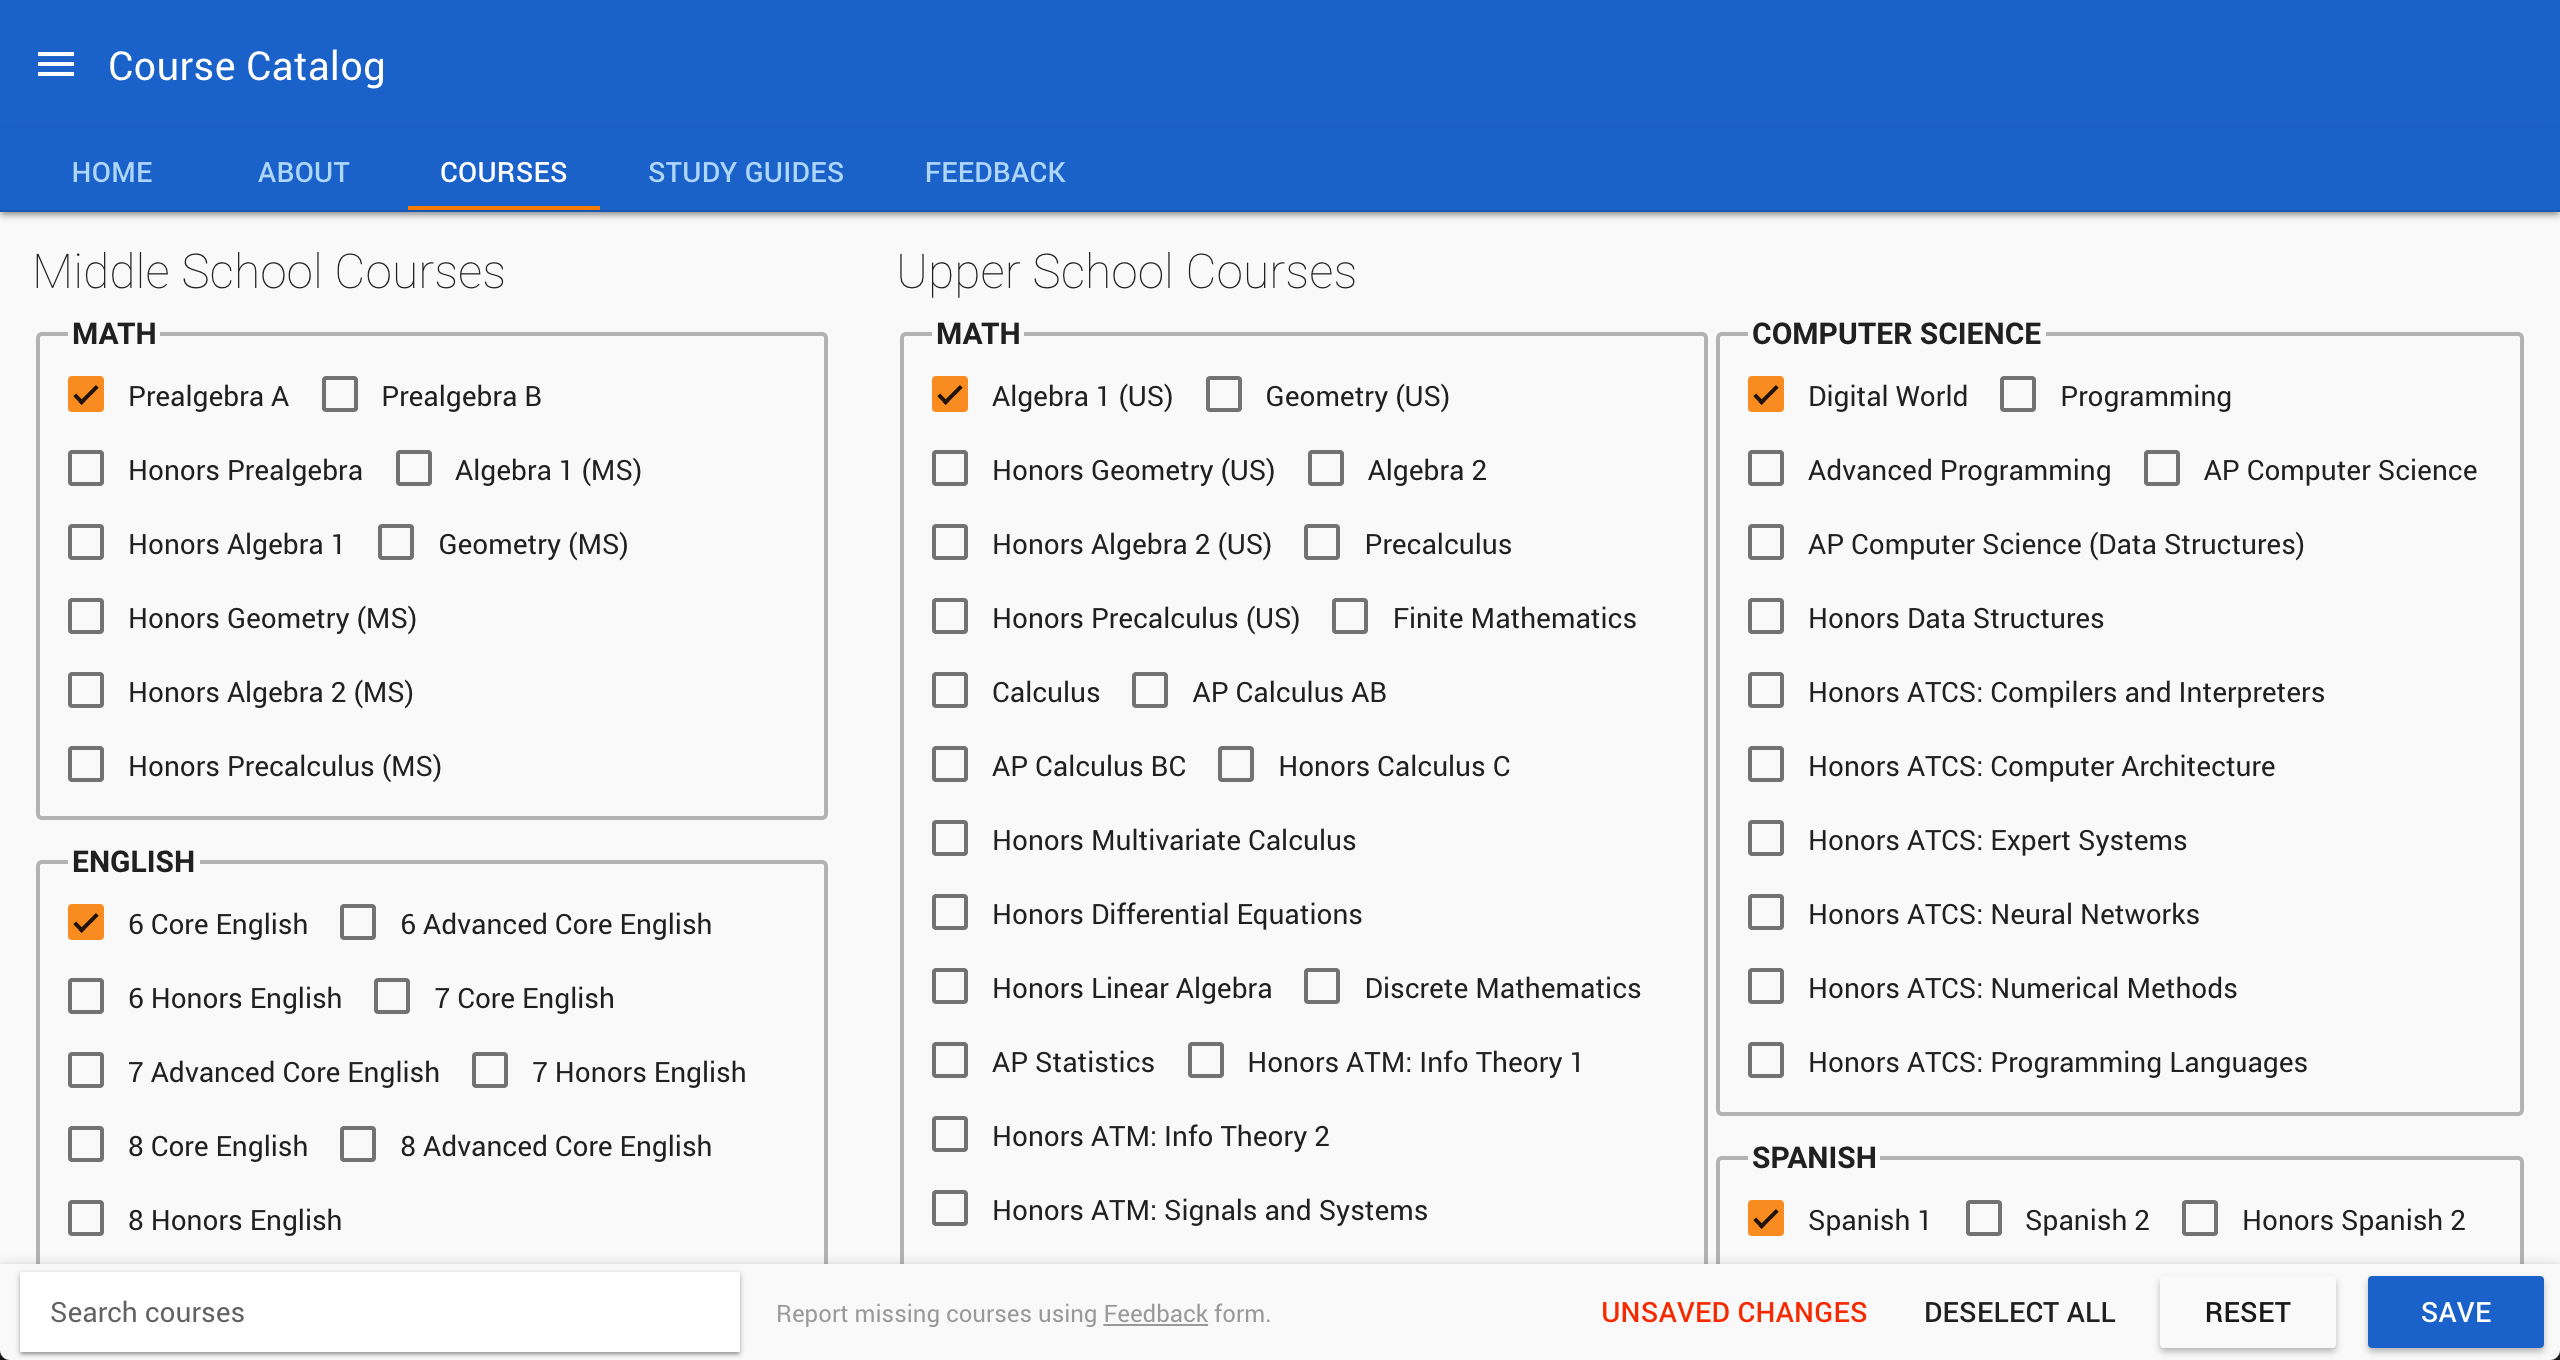 Course Catalog
HOME ABOUT COURSES STUDY GUIDES FEEDBACK
Middle School Courses
MATH
Prealgebra A Prealgebra B
Honors Prealgebra Algebra 1 (MS)
Honors Algebra 1 Geometry (MS)
Honors Geometry (MS)
Honors Algebra 2 (MS)
Honors Precalculus (MS)
ENGLISH
6 Core English 6 Advanced Core English
6 Honors English 7 Core English
7 Advanced Core English 7 Honors English
8 Core English 8 Advanced Core English
8 Honors English
Upper School Courses
MATH
Algebra 1 (US) Geometry (US)
Honors Geometry (US) Algebra 2
Honors Algebra 2 (US) Precalculus
Honors Precalculus (US) Finite Mathematics
Calculus AP Calculus AB
AP Calculus BC Honors Calculus C
Honors Multivariate Calculus
Honors Differential Equations
Honors Linear Algebra Discrete Mathematics
AP Statistics Honors ATM: Info Theory 1
Honors ATM: Info Theory 2
Honors ATM: Signals and Systems
COMPUTER SCIENCE
Digital World Programming
Advanced Programming AP Computer Science
AP Computer Science (Data Structures)
Honors Data Structures
Honors ATCS: Compilers and Interpreters
Honors ATCS: Computer Architecture
Honors ATCS: Expert Systems
Honors ATCS: Neural Networks
Honors ATCS: Numerical Methods
Honors ATCS: Programming Languages
SPANISH
Spanish 1 Spanish 2 Honors Spanish 2
Search courses
Report missing courses using Feedback form.
UNSAVED CHANGES DESELECT ALL RESET SAVE